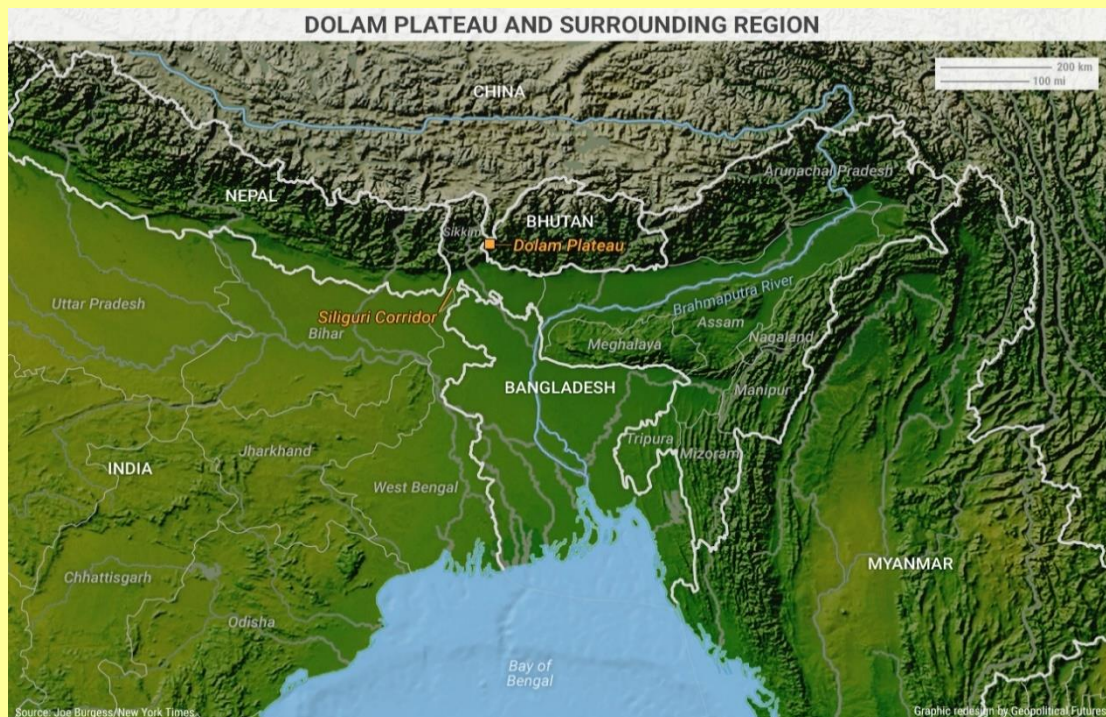 DOLAM PLATEAU AND SURROUNDING REGION
200 km
100 mi
CHINA
Arunachal Pradesh
NEPAL
BHUTAN
Sikkim
Dolam Plateau
Uttar Pradesh
Siliguri Corridor
Bihar
Brahmaputra River
Assam
Meghalaya
Nagaland
BANGLADESH
Manipur
Tripura
Mizoram
INDIA
Jharkhand
West Bengal
Chhattisgarh
MYANMAR
Odisha
Bay of
Bengal
Source: Joe Burgess/New York Times
Graphic redesign by Geopolitical Futures